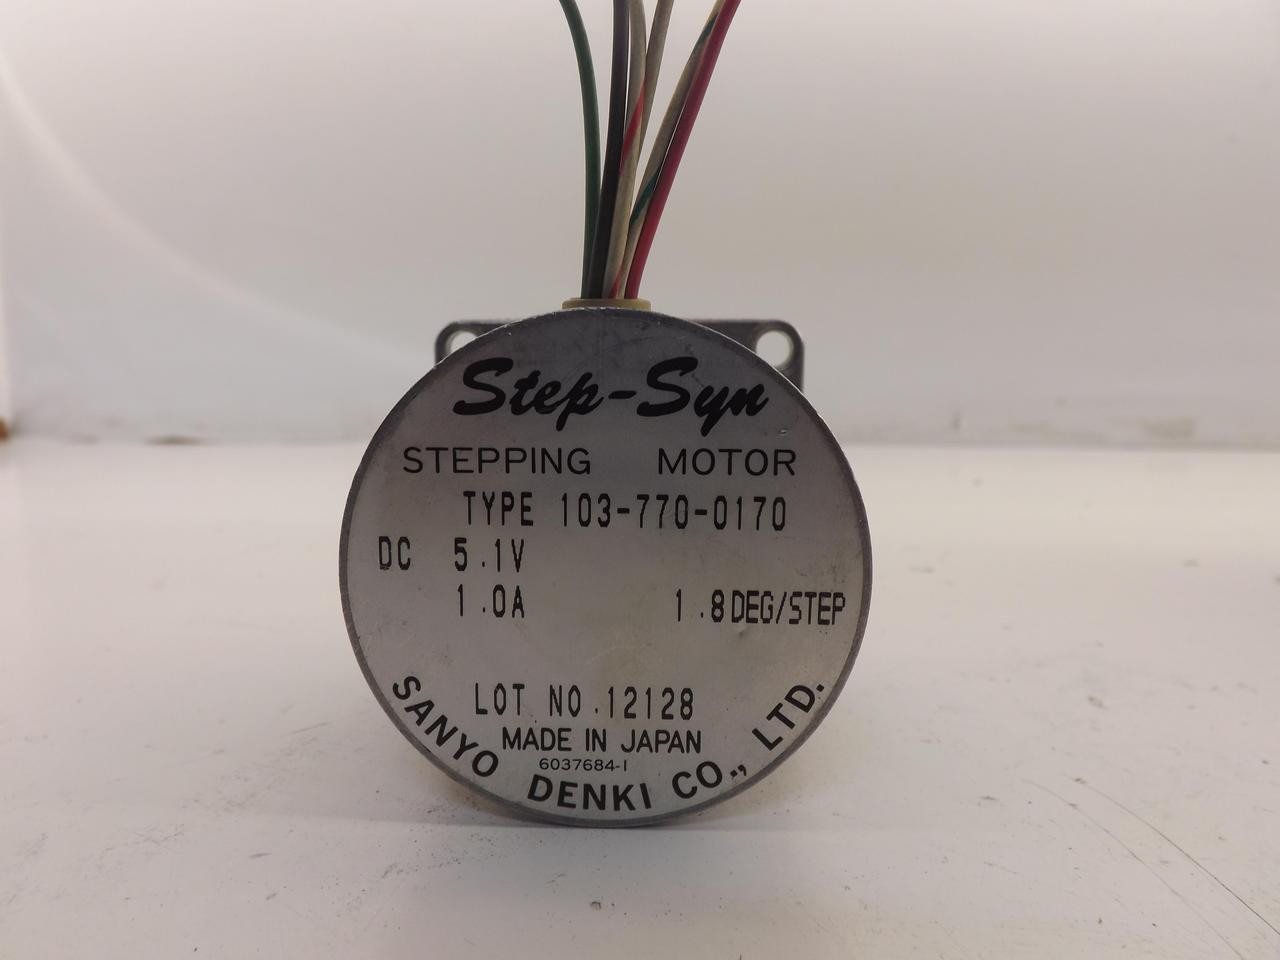 Step-Syn
STEPPING MOTOR
TYPE 103-770-0170
DC 5.1V
1.0A 1.8DEG/STEP
LOT NO.12128
MADE IN JAPAN
6037684-1
SANYO DENKI CO., LTD.